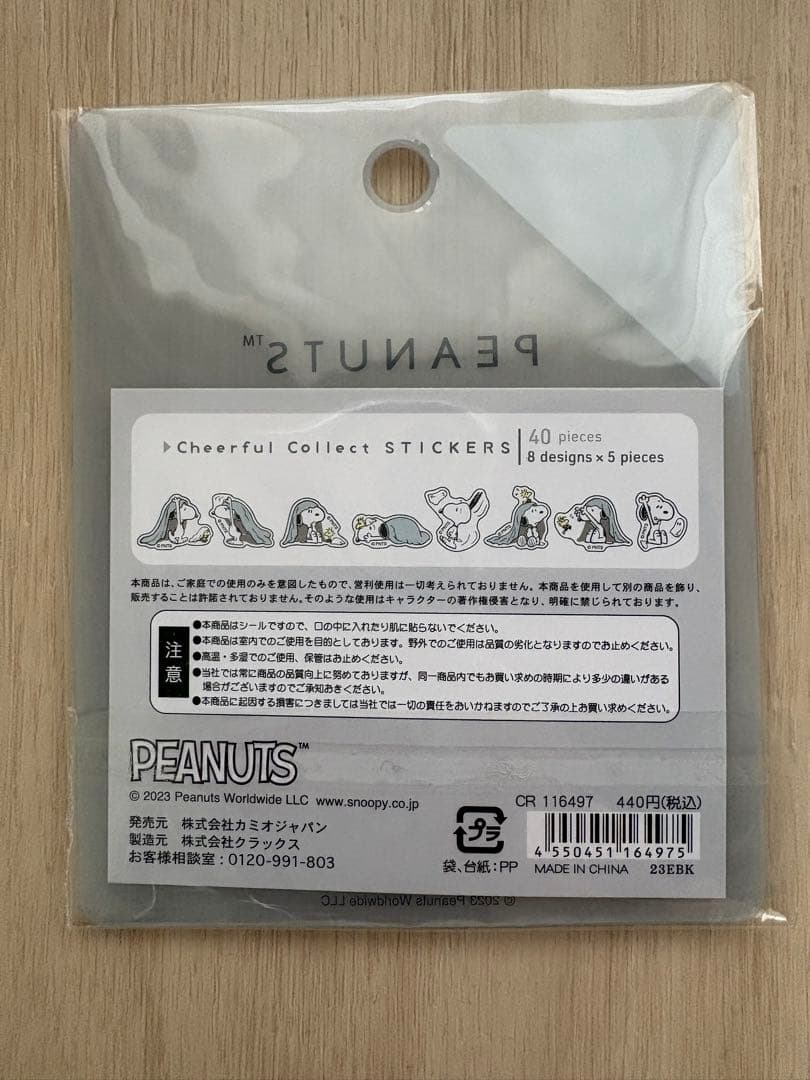 PEANUTS™
▶Cheerful Collect STICKERS
40 pieces
8 designs×5 pieces
本商品は、ご家庭での使用のみを意図したもので、営利使用は一切考えられておりません。本商品を使用して別の商品を飾り、
販売することは許諾されておりません。そのような使用はキャラクターの著作権侵害となり、明確に禁じられております。
注意
●本商品はシールですので、口の中に入れたり肌に貼らないでください。
●本商品は室内でのご使用を目的としております。野外でのご使用は品質の劣化となりますのでお止めください。
●高温・多湿でのご使用、保管はお止めください。
●当社では常に商品の品質向上に努めておりますが、同一商品内でもお買い求めの時期により多少の違いがある
場合がございますのでご承知おきください。
●本商品に起因する損害につきましては当社では一切の責任をおいかねますのでご了承の上お買い求めください。
PEANUTS™
© 2023 Peanuts Worldwide LLC www.snoopy.co.jp
発売元 株式会社カミオジャパン
製造元 株式会社クラックス
お客様相談室:0120-991-803
プラ
袋、台紙:PP
CR 116497 440円(税込)
4 550451 164975
MADE IN CHINA 23EBK
© 2023 Peanuts Worldwide LLC